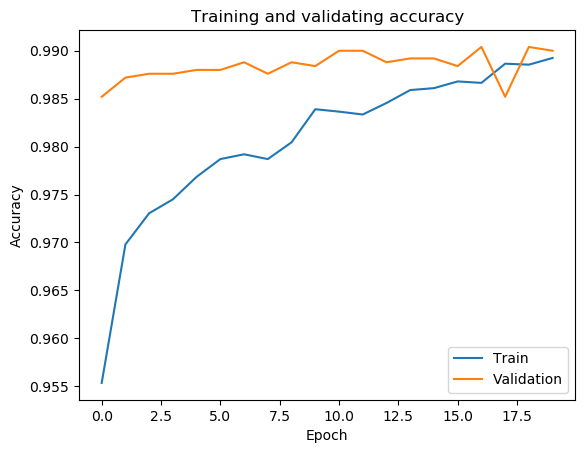 Training and validating accuracy
0.990
0.985
0.980
0.975
0.970
0.965
0.960
0.955
Accuracy
Train
Validation
0.0 2.5 5.0 7.5 10.0 12.5 15.0 17.5
Epoch